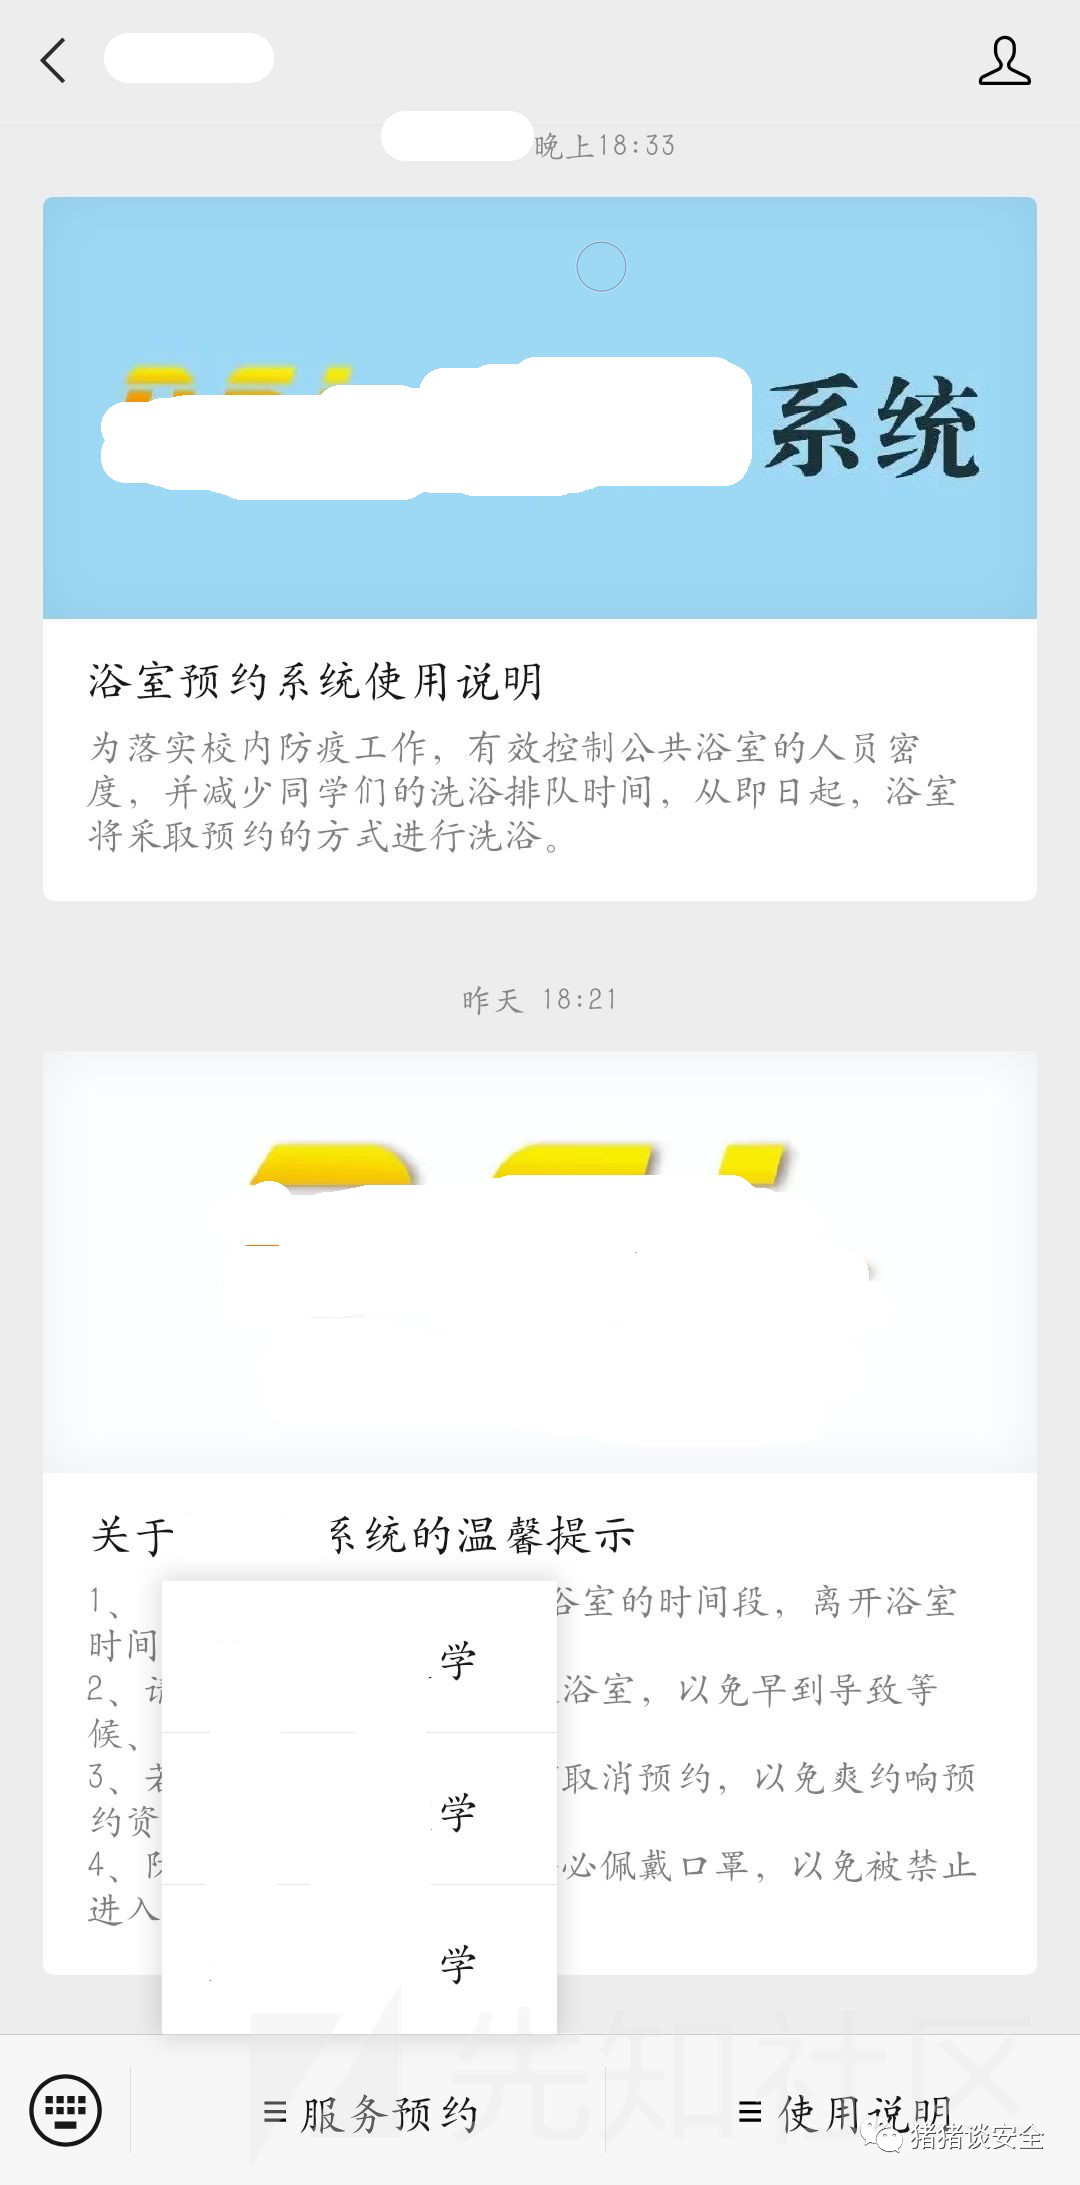 晚上18:33
系统
浴室预约系统使用说明
为落实校内防疫工作，有效控制公共浴室的人员密
度，并减少同学们的洗浴排队时间，从即日起，浴室
将采取预约的方式进行洗浴。
昨天 18:21
关于 系统的温馨提示
1、 浴室的时间段，离开浴室
时间
学
2、请 浴室，以免早到导致等
候、
3、 取消预约，以免爽约响预
约资
学
4、防 必佩戴口罩，以免被禁止
进入
学
先知社区
服务预约
使用说明
猪猪谈安全